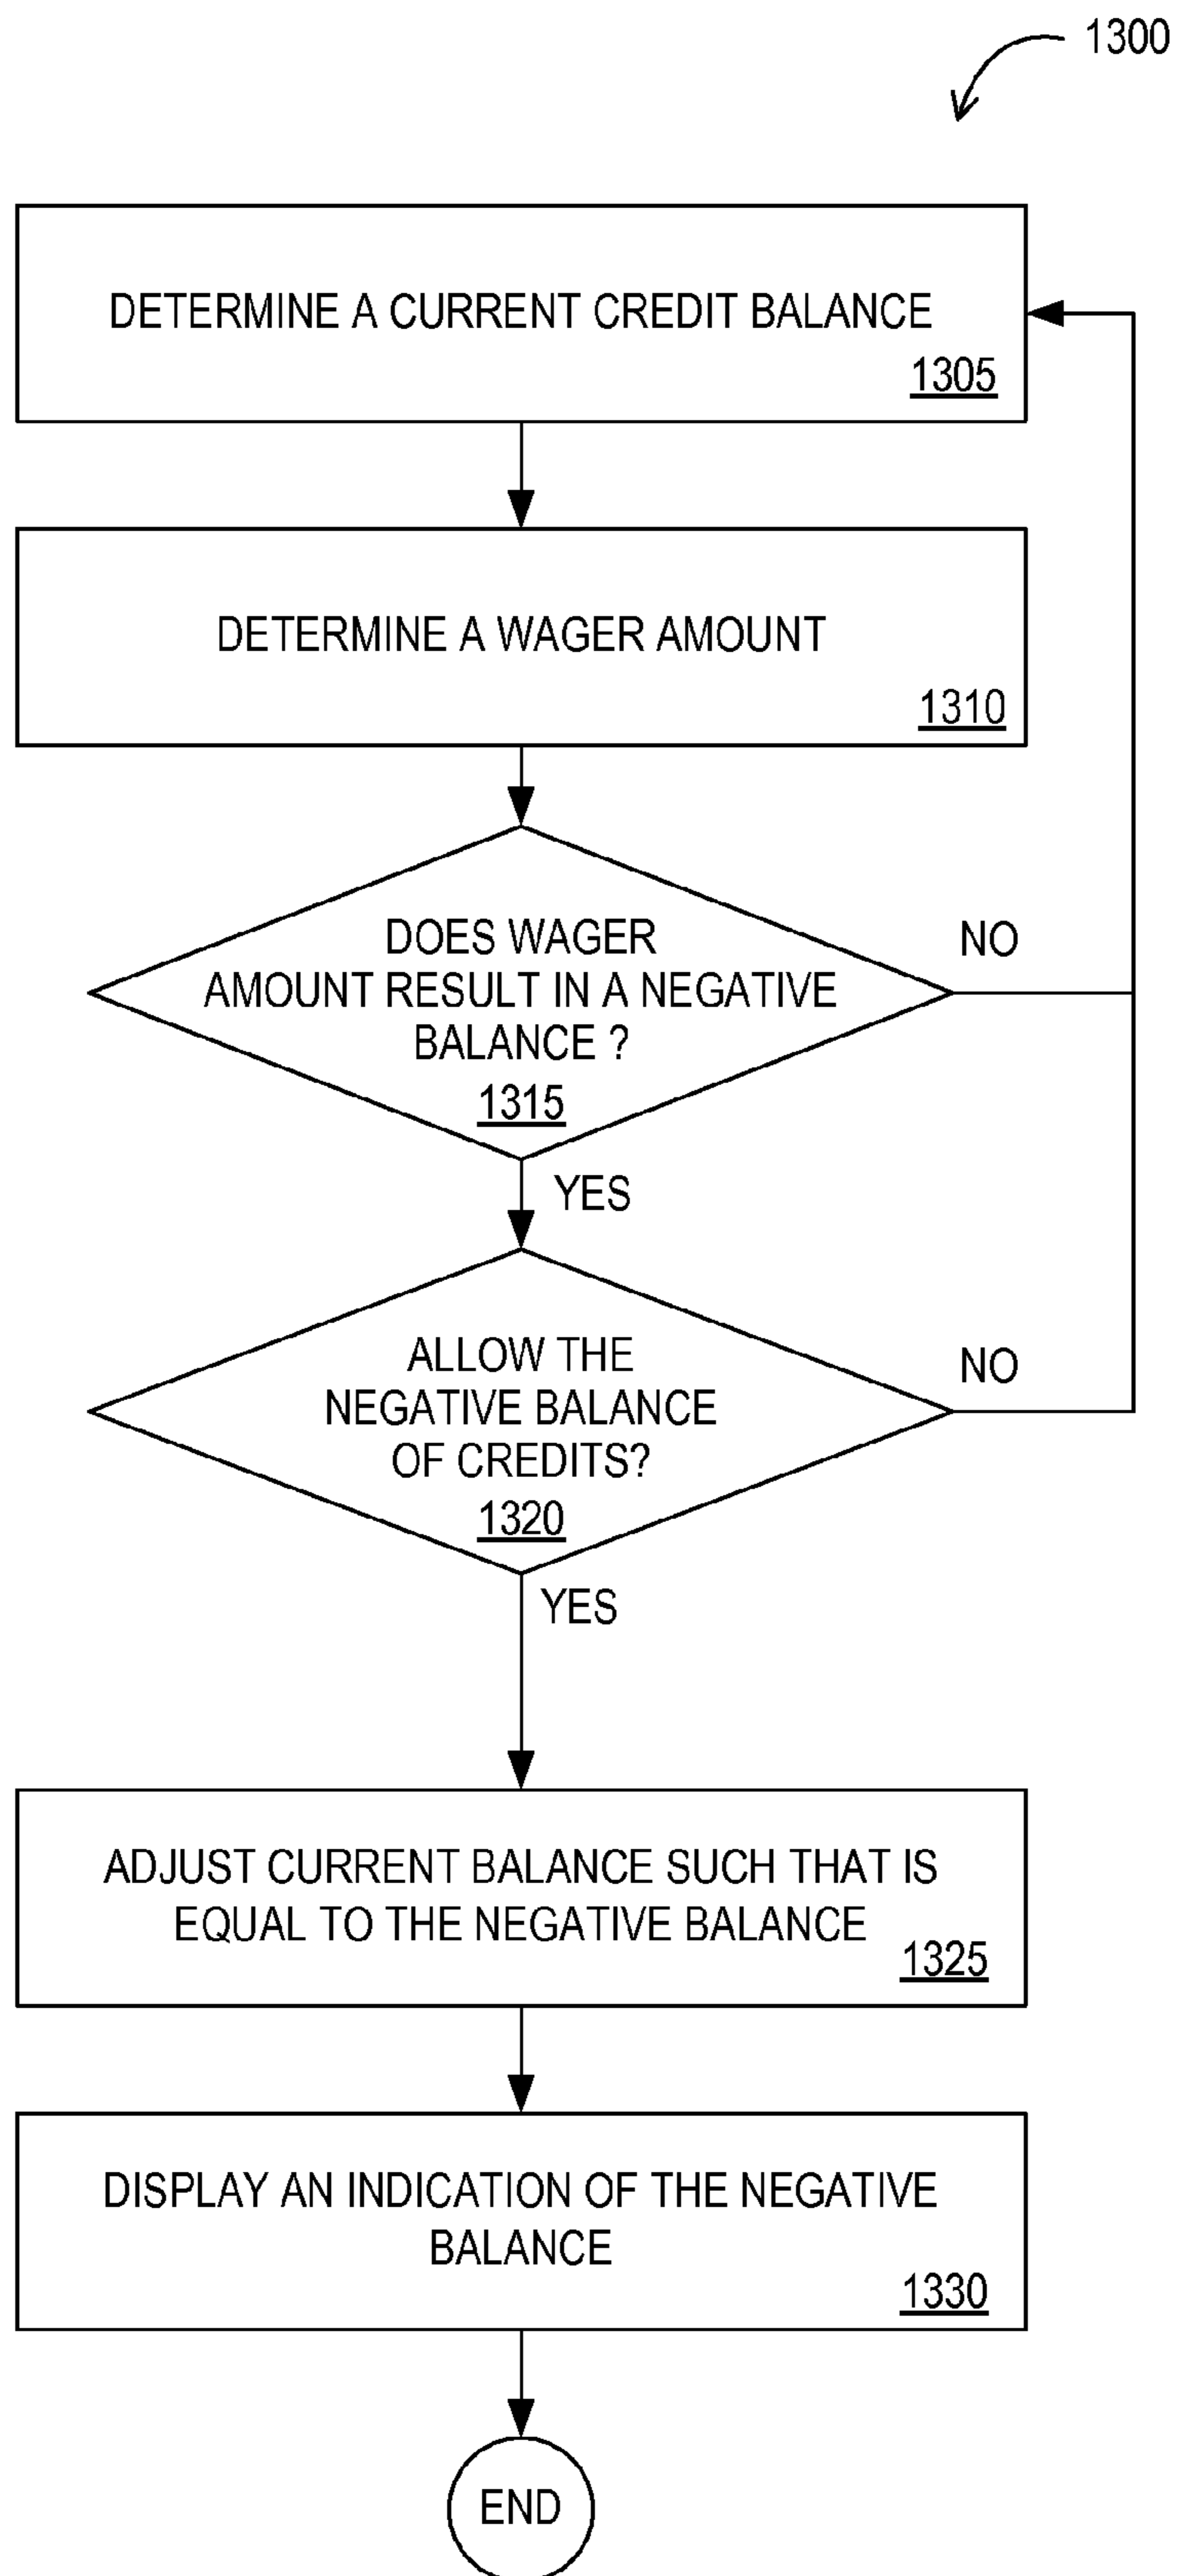 1300
DETERMINE A CURRENT CREDIT BALANCE
1305
DETERMINE A WAGER AMOUNT
1310
DOES WAGER
AMOUNT RESULT IN A NEGATIVE
BALANCE ?
1315
NO
YES
ALLOW THE
NEGATIVE BALANCE
OF CREDITS?
1320
NO
YES
ADJUST CURRENT BALANCE SUCH THAT IS
EQUAL TO THE NEGATIVE BALANCE
1325
DISPLAY AN INDICATION OF THE NEGATIVE
BALANCE
1330
END